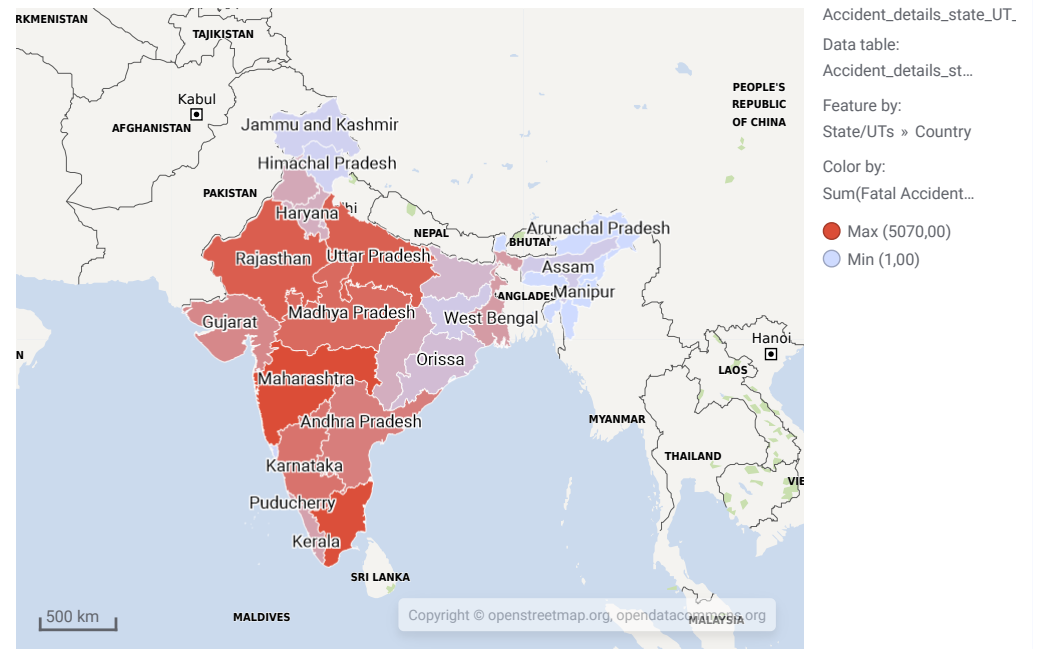 RKMENISTAN
TAJIKISTAN
Kabul
AFGHANISTAN
PEOPLE'S
REPUBLIC
OF CHINA
Jammu and Kashmir
Himachal Pradesh
PAKISTAN
Haryana
hi
NEPAL
Arunachal Pradesh
BHUTAN
Rajasthan
Uttar Pradesh
Assam
ANGLADES
Manipur
Gujarat
Madhya Pradesh
West Bengal
Hanoi
N
Orissa
LAOS
Maharashtra
Andhra Pradesh
MYANMAR
Karnataka
THAILAND
VIE
Puducherry
Kerala
SRI LANKA
500 km
MALDIVES
Copyright © openstreetmap.org, opendatacommons.org
MALAYSIA
Accident_details_state_UT_
Data table:
Accident_details_st...
Feature by:
State/UTs » Country
Color by:
Sum(Fatal Accident...
Max (5070,00)
Min (1,00)